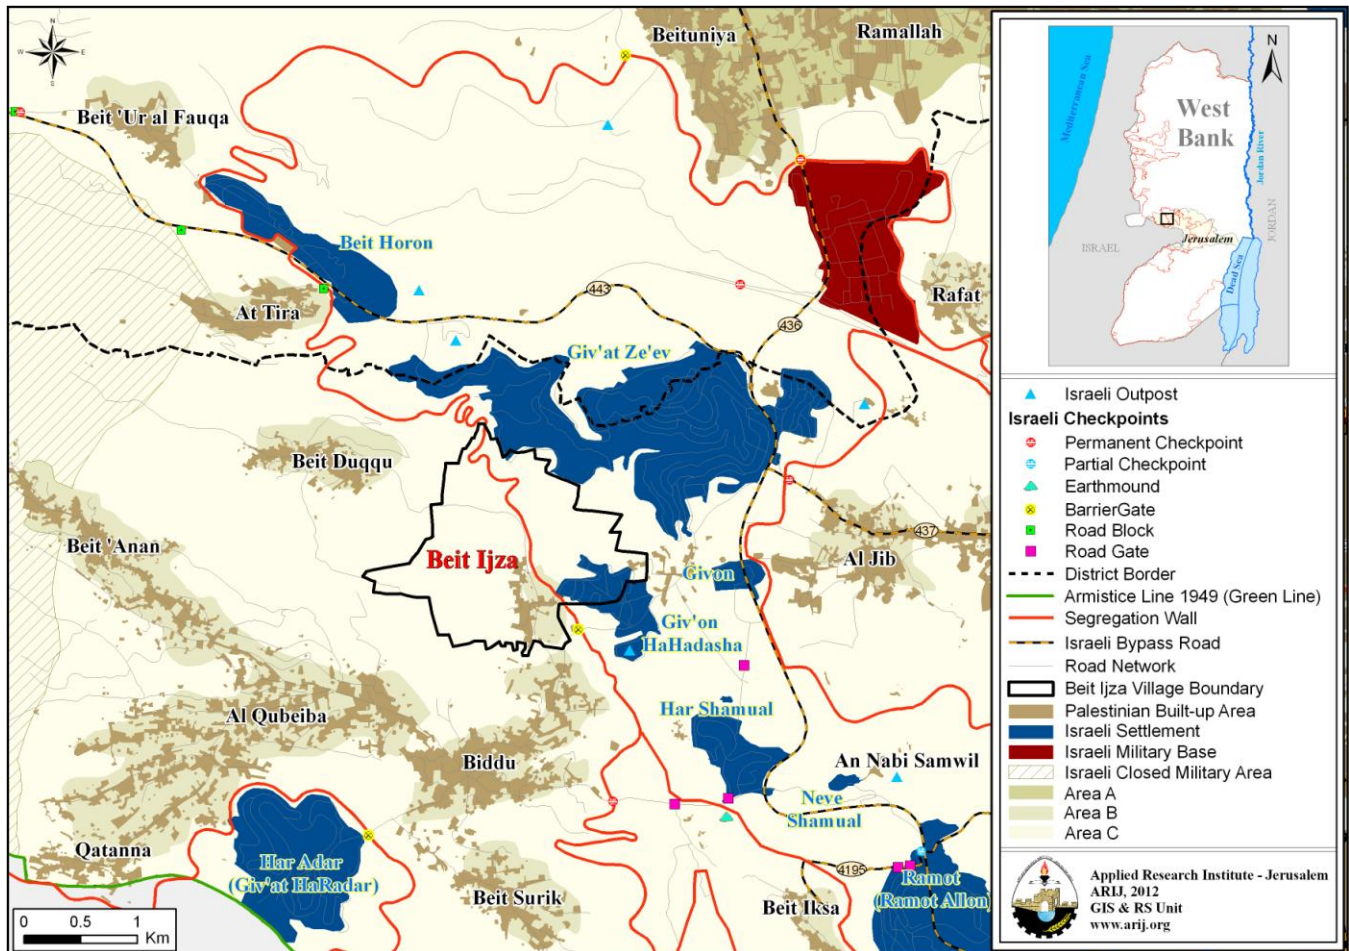 N
W
E
S
Beituniya
Ramallah
Beit 'Ur al Fauqa
Beit Horon
At Tira
443
436
Rafat
Giv'at Ze'ev
Beit Duqqu
Beit 'Anan
Beit Ijza
437
Al Jib
Givon
Giv'on
HaHadasha
Al Qubeiba
Har Shamual
Biddu
An Nabi Samwil
Neve
Shamual
Qatanna
Har Adar
(Giv'at HaRadar)
Beit Surik
4195
Ramot
(Ramot Allon)
Beit Iksa
0 0.5 1
Km
N
Mediterranean Sea
West
Bank
Jordan River
JORDAN
ISRAEL
Jerusalem
Dead Sea
Israeli Outpost
Israeli Checkpoints
Permanent Checkpoint
Partial Checkpoint
Earthmound
BarrierGate
Road Block
Road Gate
District Border
Armistice Line 1949 (Green Line)
Segregation Wall
Israeli Bypass Road
Road Network
Beit Ijza Village Boundary
Palestinian Built-up Area
Israeli Settlement
Israeli Military Base
Israeli Closed Military Area
Area A
Area B
Area C
Applied Research Institute - Jerusalem
ARIJ, 2012
GIS & RS Unit
www.arij.org